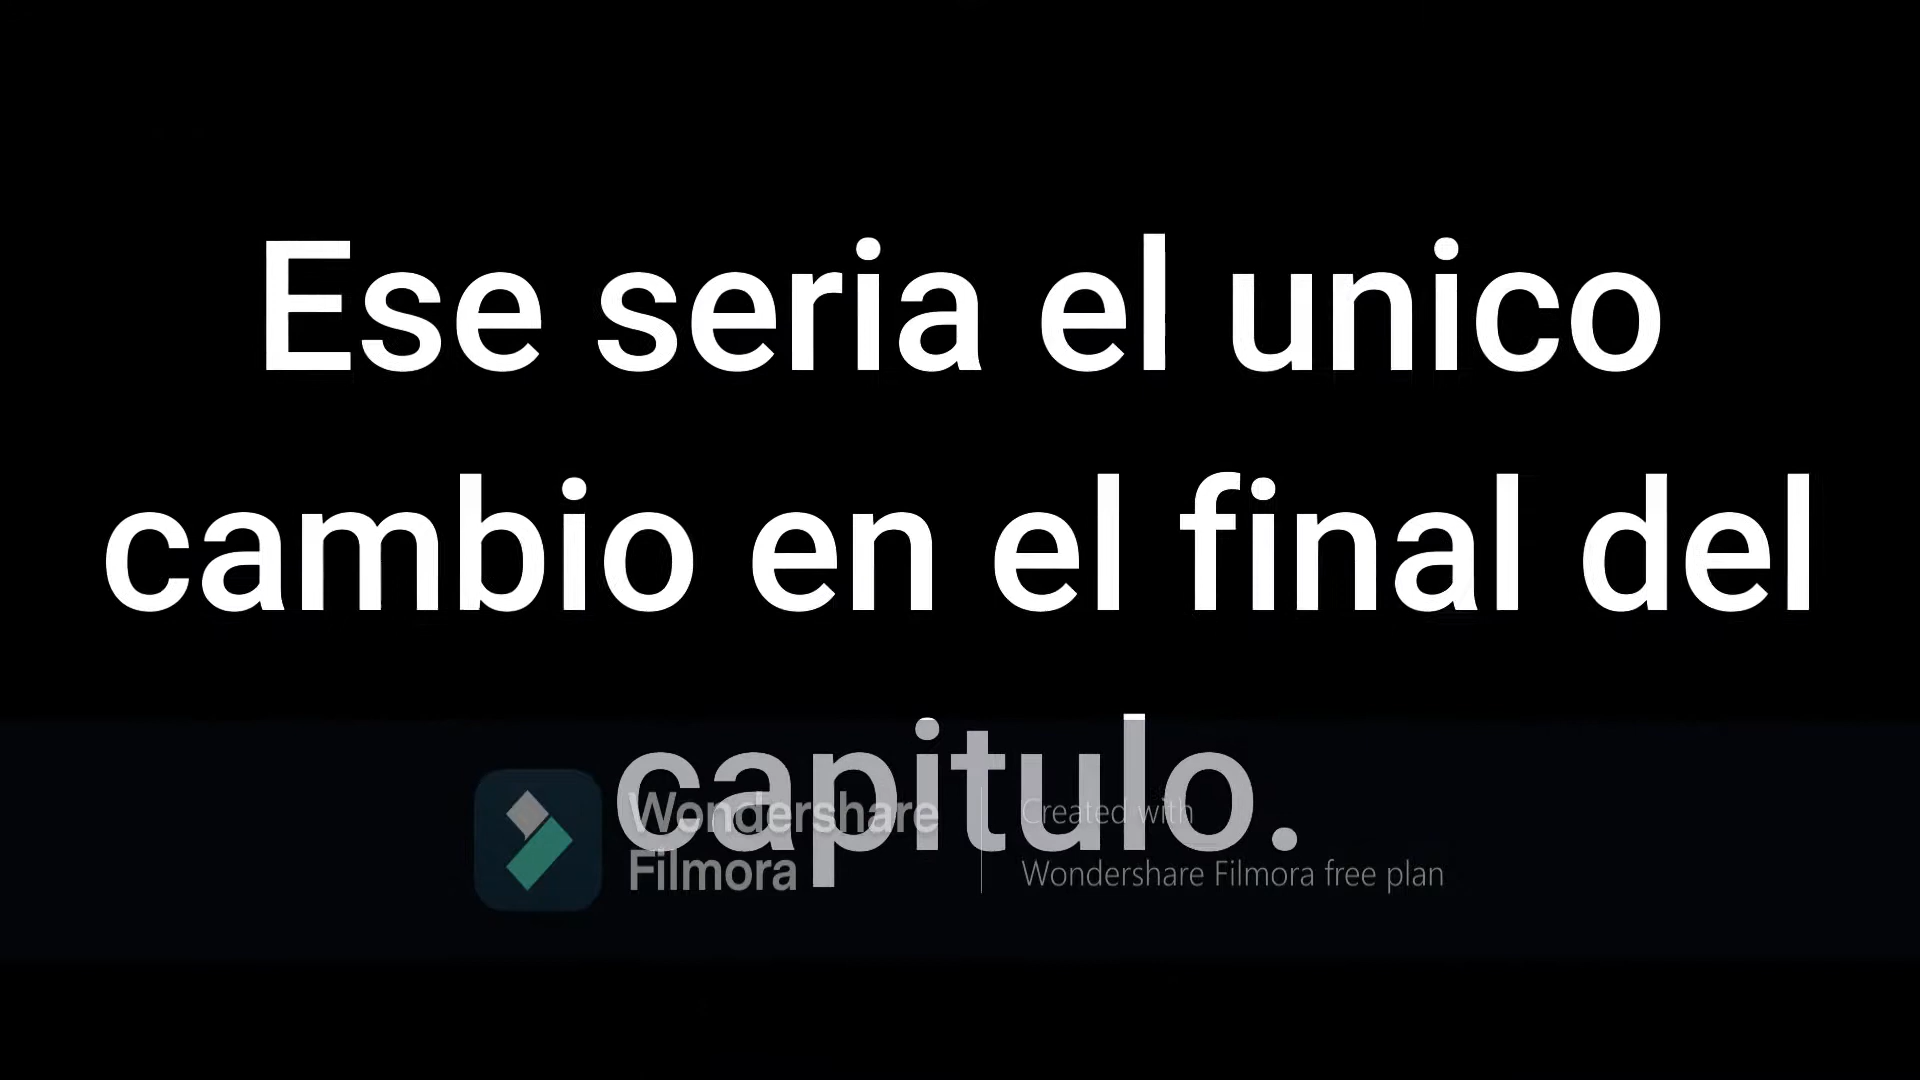 Ese seria el unico
cambio en el final del
capitulo.
Wondershare
Filmora
Created with
Wondershare Filmora free plan